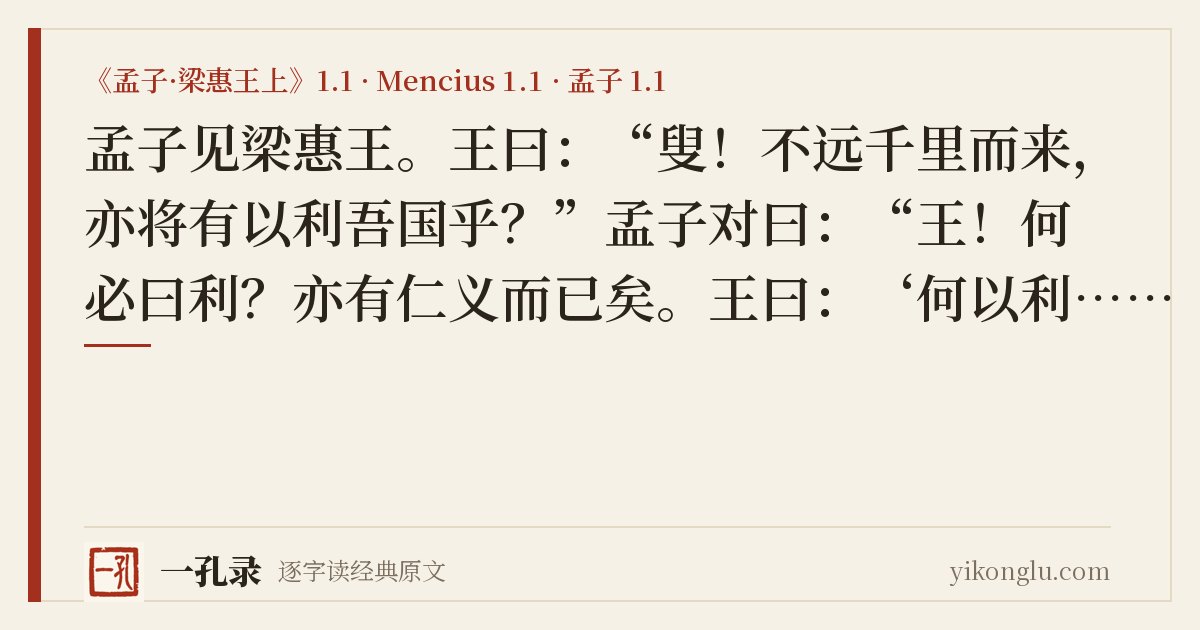 《孟子·梁惠王上》1.1 · Mencius 1.1 · 孟子 1.1
孟子见梁惠王。王曰：“叟！不远千里而来，
亦将有以利吾国乎？”孟子对曰：“王！何
必曰利？亦有仁义而已矣。王曰：‘何以利……
一孔
一孔录 逐字读经典原文 yikonglu.com